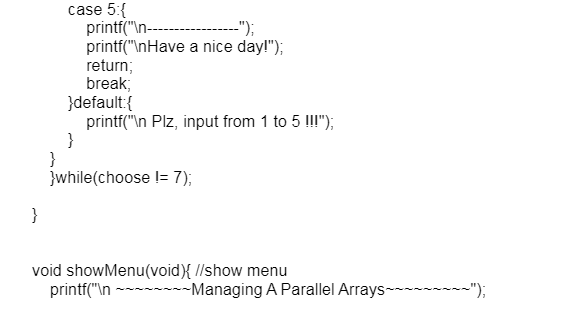 case 5:{
printf("\n-----------------");
printf("\nHave a nice day!");
return;
break;
}default:{
printf("\n Plz, input from 1 to 5 !!!");
}
}
}while(choose != 7);
}
void showMenu(void){ //show menu
printf("\n ~~~~~~~~Managing A Parallel Arrays~~~~~~~~~");